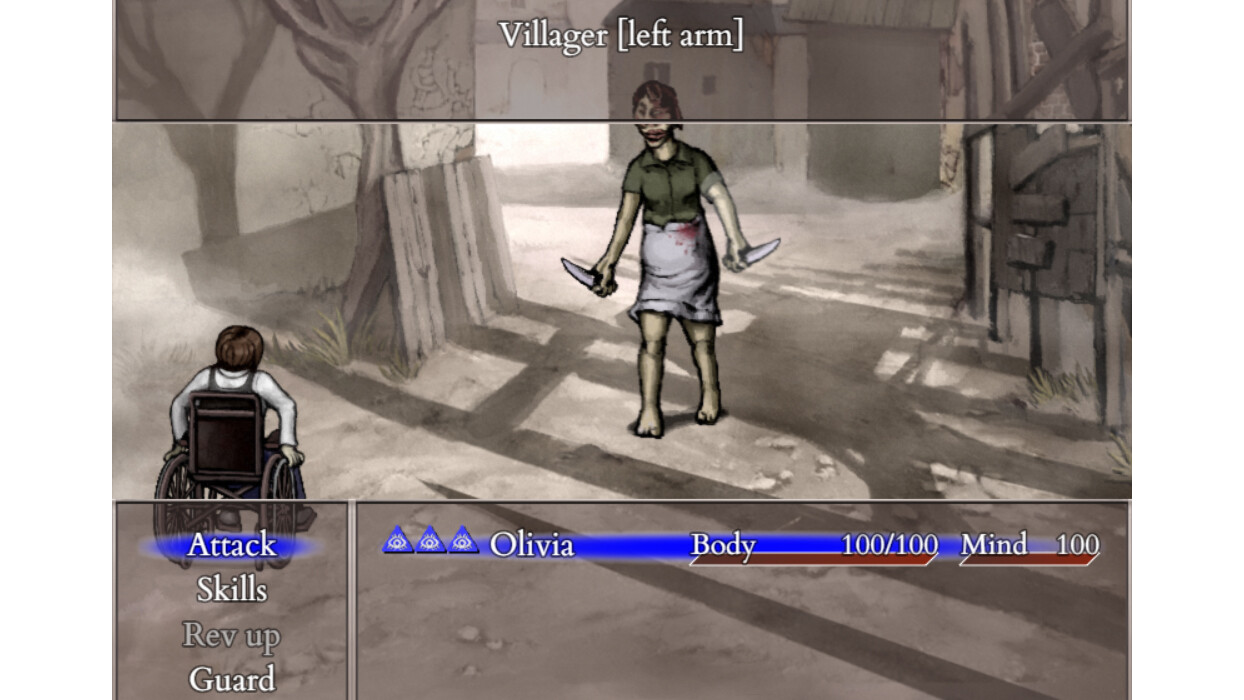 Villager [left arm]
Attack
Skills
Rev up
Guard
Olivia Body 100/100 Mind 100